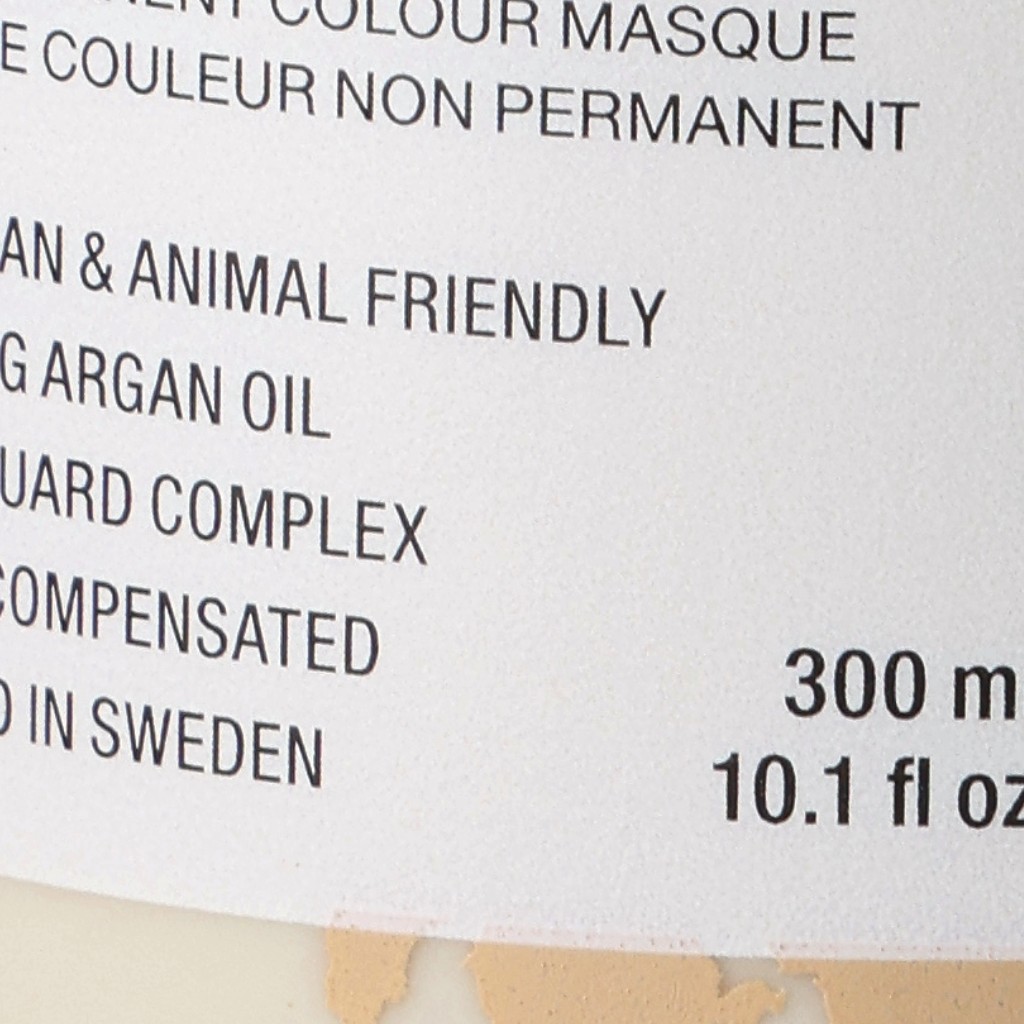 COLOUR MASQUE
E COULEUR NON PERMANENT
AN & ANIMAL FRIENDLY
G ARGAN OIL
UARD COMPLEX
COMPENSATED
D IN SWEDEN
300 m
10.1 fl oz